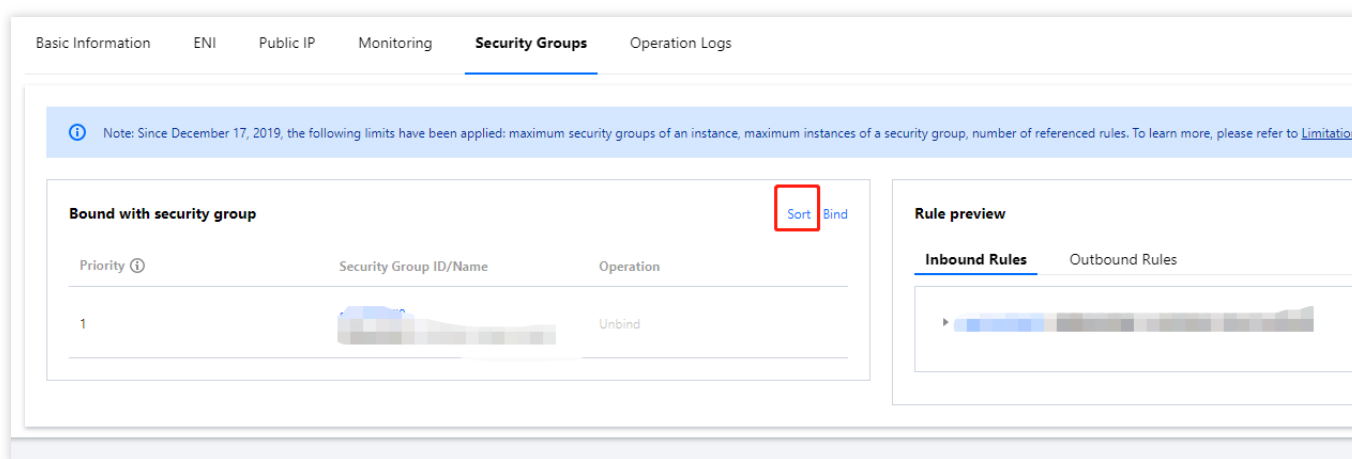 Basic Information ENI Public IP Monitoring Security Groups Operation Logs
Note: Since December 17, 2019, the following limits have been applied: maximum security groups of an instance, maximum instances of a security group, number of referenced rules. To learn more, please refer to
Bound with security group Sort Bind
Priority Security Group ID/Name Operation
1 Unbind
Rule preview
Inbound Rules Outbound Rules